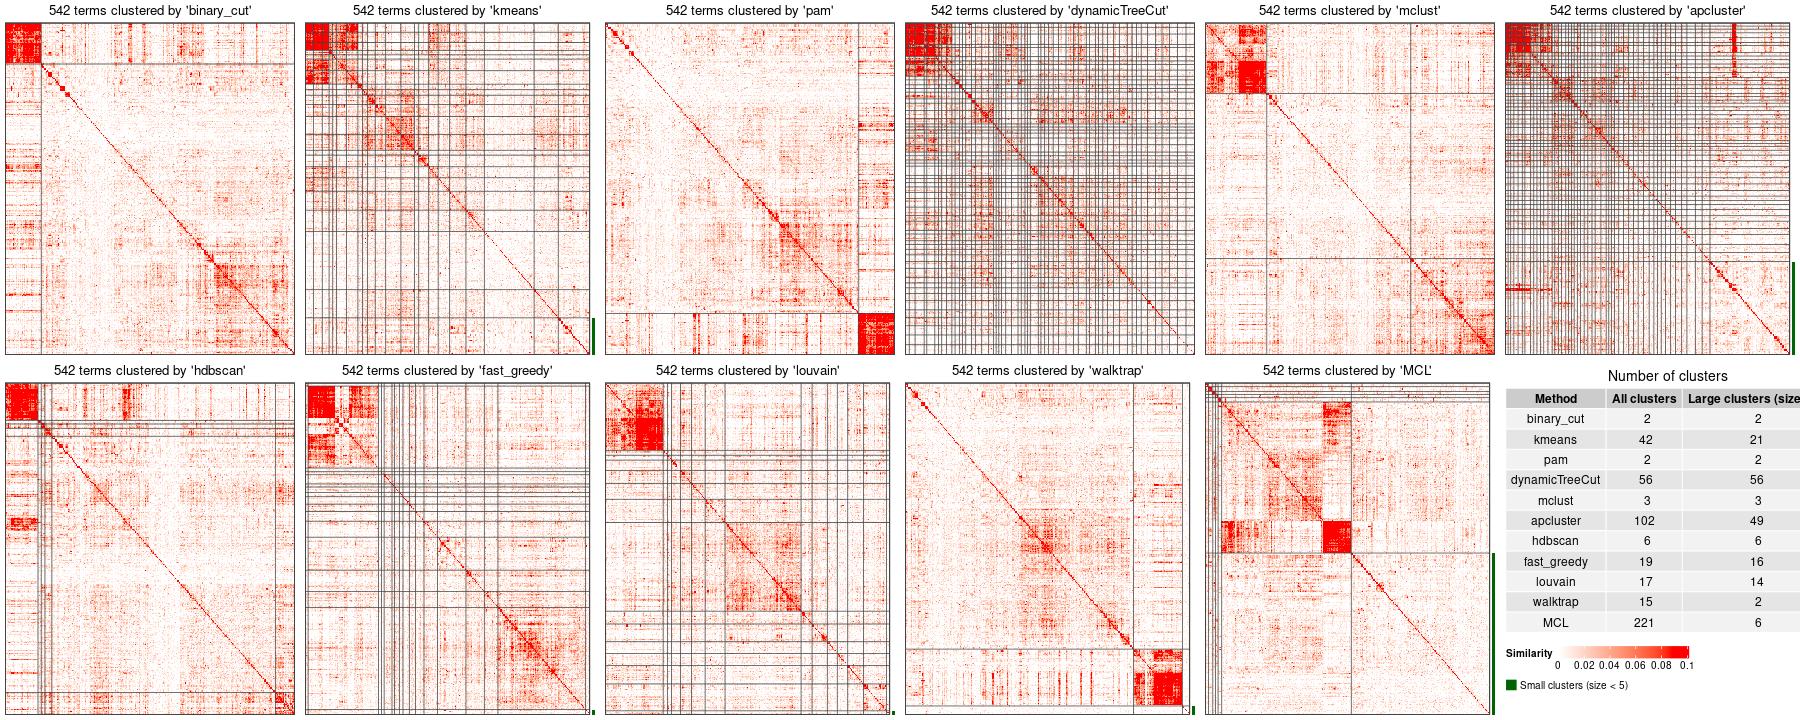 542 terms clustered by 'binary_cut'
542 terms clustered by 'kmeans'
542 terms clustered by 'pam'
542 terms clustered by 'dynamicTreeCut'
542 terms clustered by 'mclust'
542 terms clustered by 'apcluster'
542 terms clustered by 'hdbscan'
542 terms clustered by 'fast_greedy'
542 terms clustered by 'louvain'
542 terms clustered by 'walktrap'
542 terms clustered by 'MCL'
Number of clusters
Method All clusters Large clusters (size
binary_cut 2 2
kmeans 42 21
pam 2 2
dynamicTreeCut 56 56
mclust 3 3
apcluster 102 49
hdbscan 6 6
fast_greedy 19 16
louvain 17 14
walktrap 15 2
MCL 221 6
Similarity
0 0.02 0.04 0.06 0.08 0.1
Small clusters (size < 5)